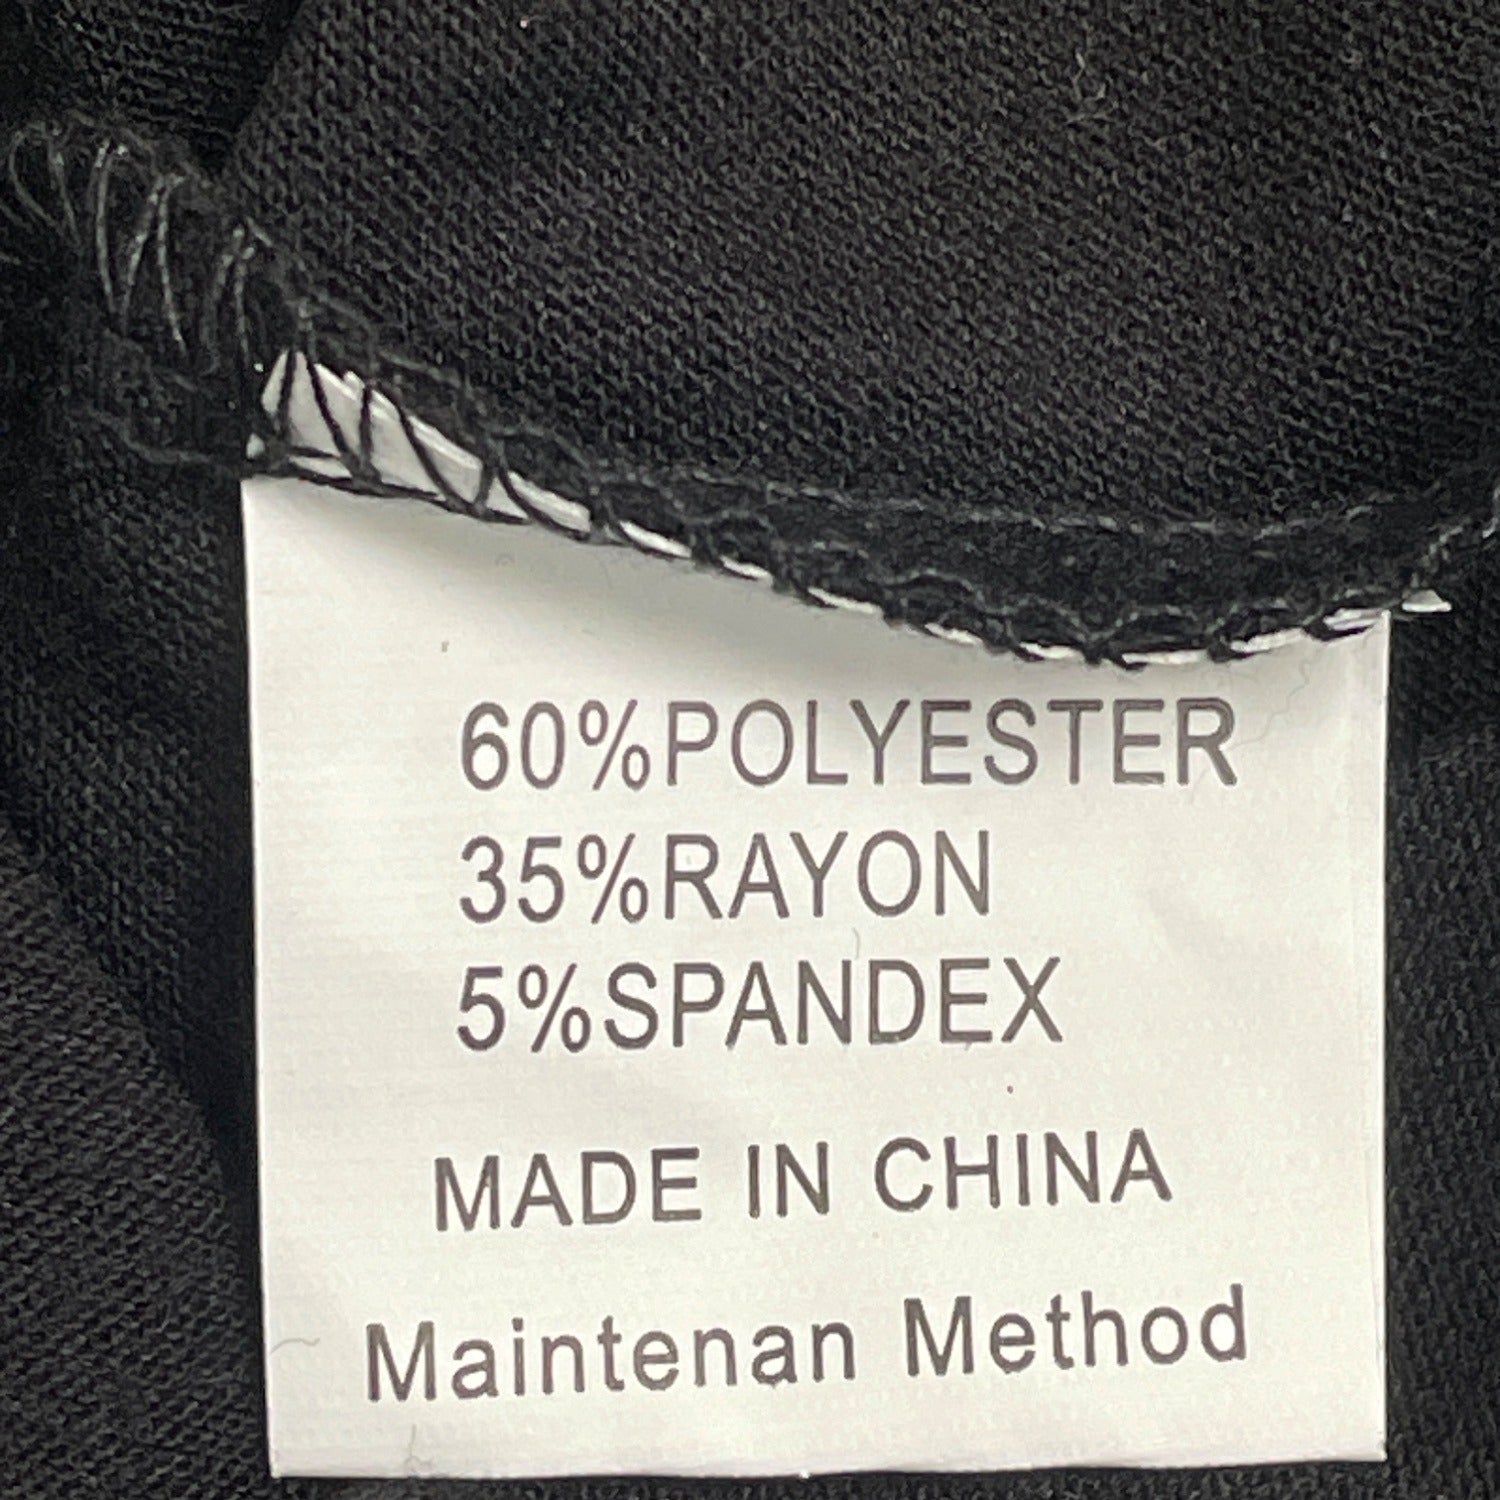 60%POLYESTER
35%RAYON
5%SPANDEX
MADE IN CHINA
Maintenan Method